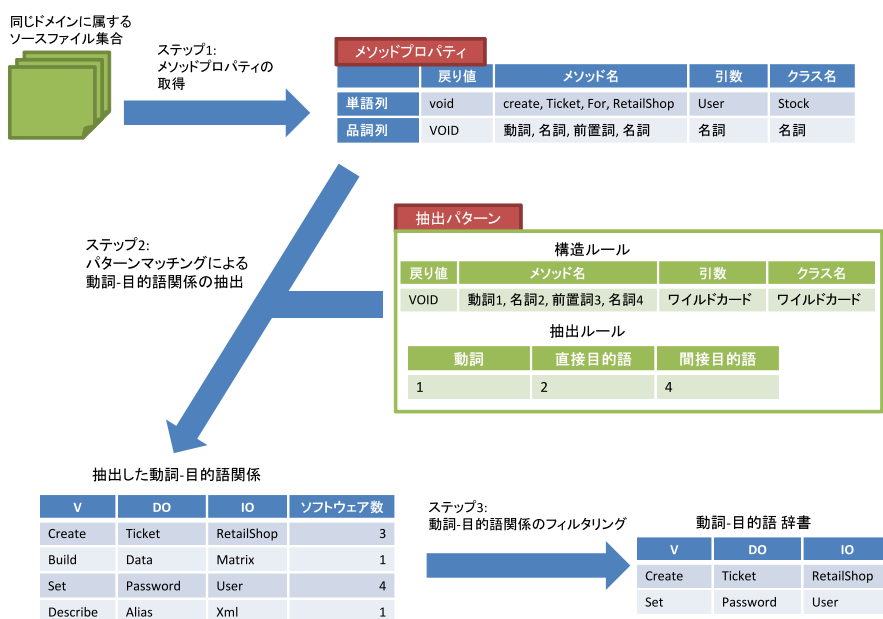 同じドメインに属する
ソースファイル集合
ステップ1:
メソッドプロパティの
取得
メソッドプロパティ
戻り値 メソッド名 引数 クラス名
単語列 void create, Ticket, For, RetailShop User Stock
品詞列 VOID 動詞, 名詞, 前置詞, 名詞 名詞 名詞
ステップ2:
パターンマッチングによる
動詞-目的語関係の抽出
抽出パターン
構造ルール
戻り値 メソッド名 引数 クラス名
VOID 動詞1, 名詞2, 前置詞3, 名詞4 ワイルドカード ワイルドカード
抽出ルール
動詞 直接目的語 間接目的語
1 2 4
抽出した動詞-目的語関係
V DO IO ソフトウェア数
Create Ticket RetailShop 3
Build Data Matrix 1
Set Password User 4
Describe Alias Xml 1
ステップ3:
動詞-目的語関係のフィルタリング
動詞-目的語 辞書
V DO IO
Create Ticket RetailShop
Set Password User